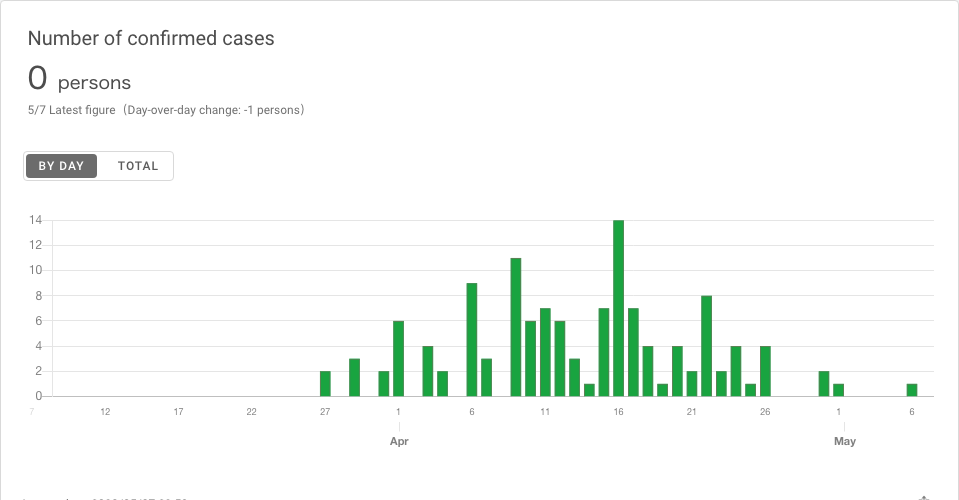 Number of confirmed cases
0 persons
5/7 Latest figure (Day-over-day change: -1 persons)
BY DAY TOTAL
14
12
10
8
6
4
2
0
7 12 17 22 27 1 6 11 16 21 26 1 6
Apr May